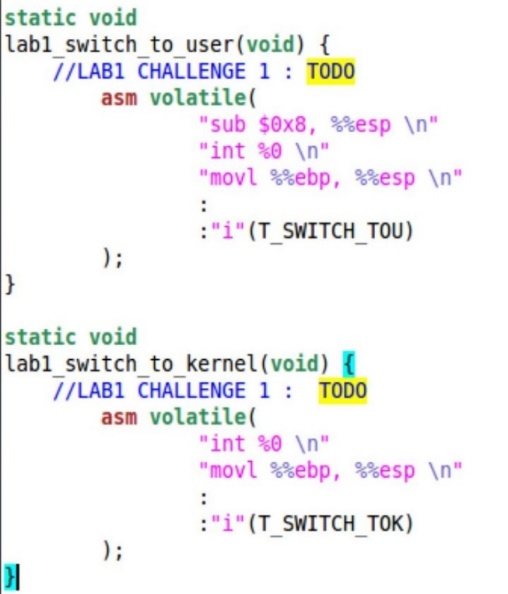 static void
lab1_switch_to_user(void) {
    //LAB1 CHALLENGE 1 : TODO
        asm volatile(
                "sub $0x8, %%esp \n"
                "int %0 \n"
                "movl %%ebp, %%esp \n"
                :
                :"i"(T_SWITCH_TOU)
        );
}

static void
lab1_switch_to_kernel(void) {
    //LAB1 CHALLENGE 1 :  TODO
        asm volatile(
                "int %0 \n"
                "movl %%ebp, %%esp \n"
                :
                :"i"(T_SWITCH_TOK)
        );
}